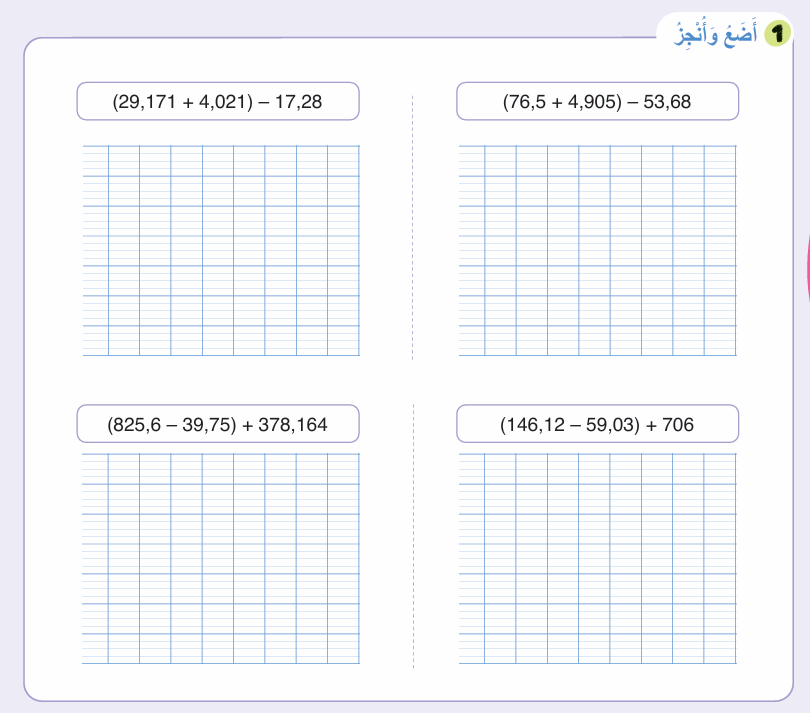 1 أَضَعُ وَأُنْجِزُ
(76,5 + 4,905) – 53,68
(29,171 + 4,021) – 17,28
(146,12 – 59,03) + 706
(825,6 – 39,75) + 378,164